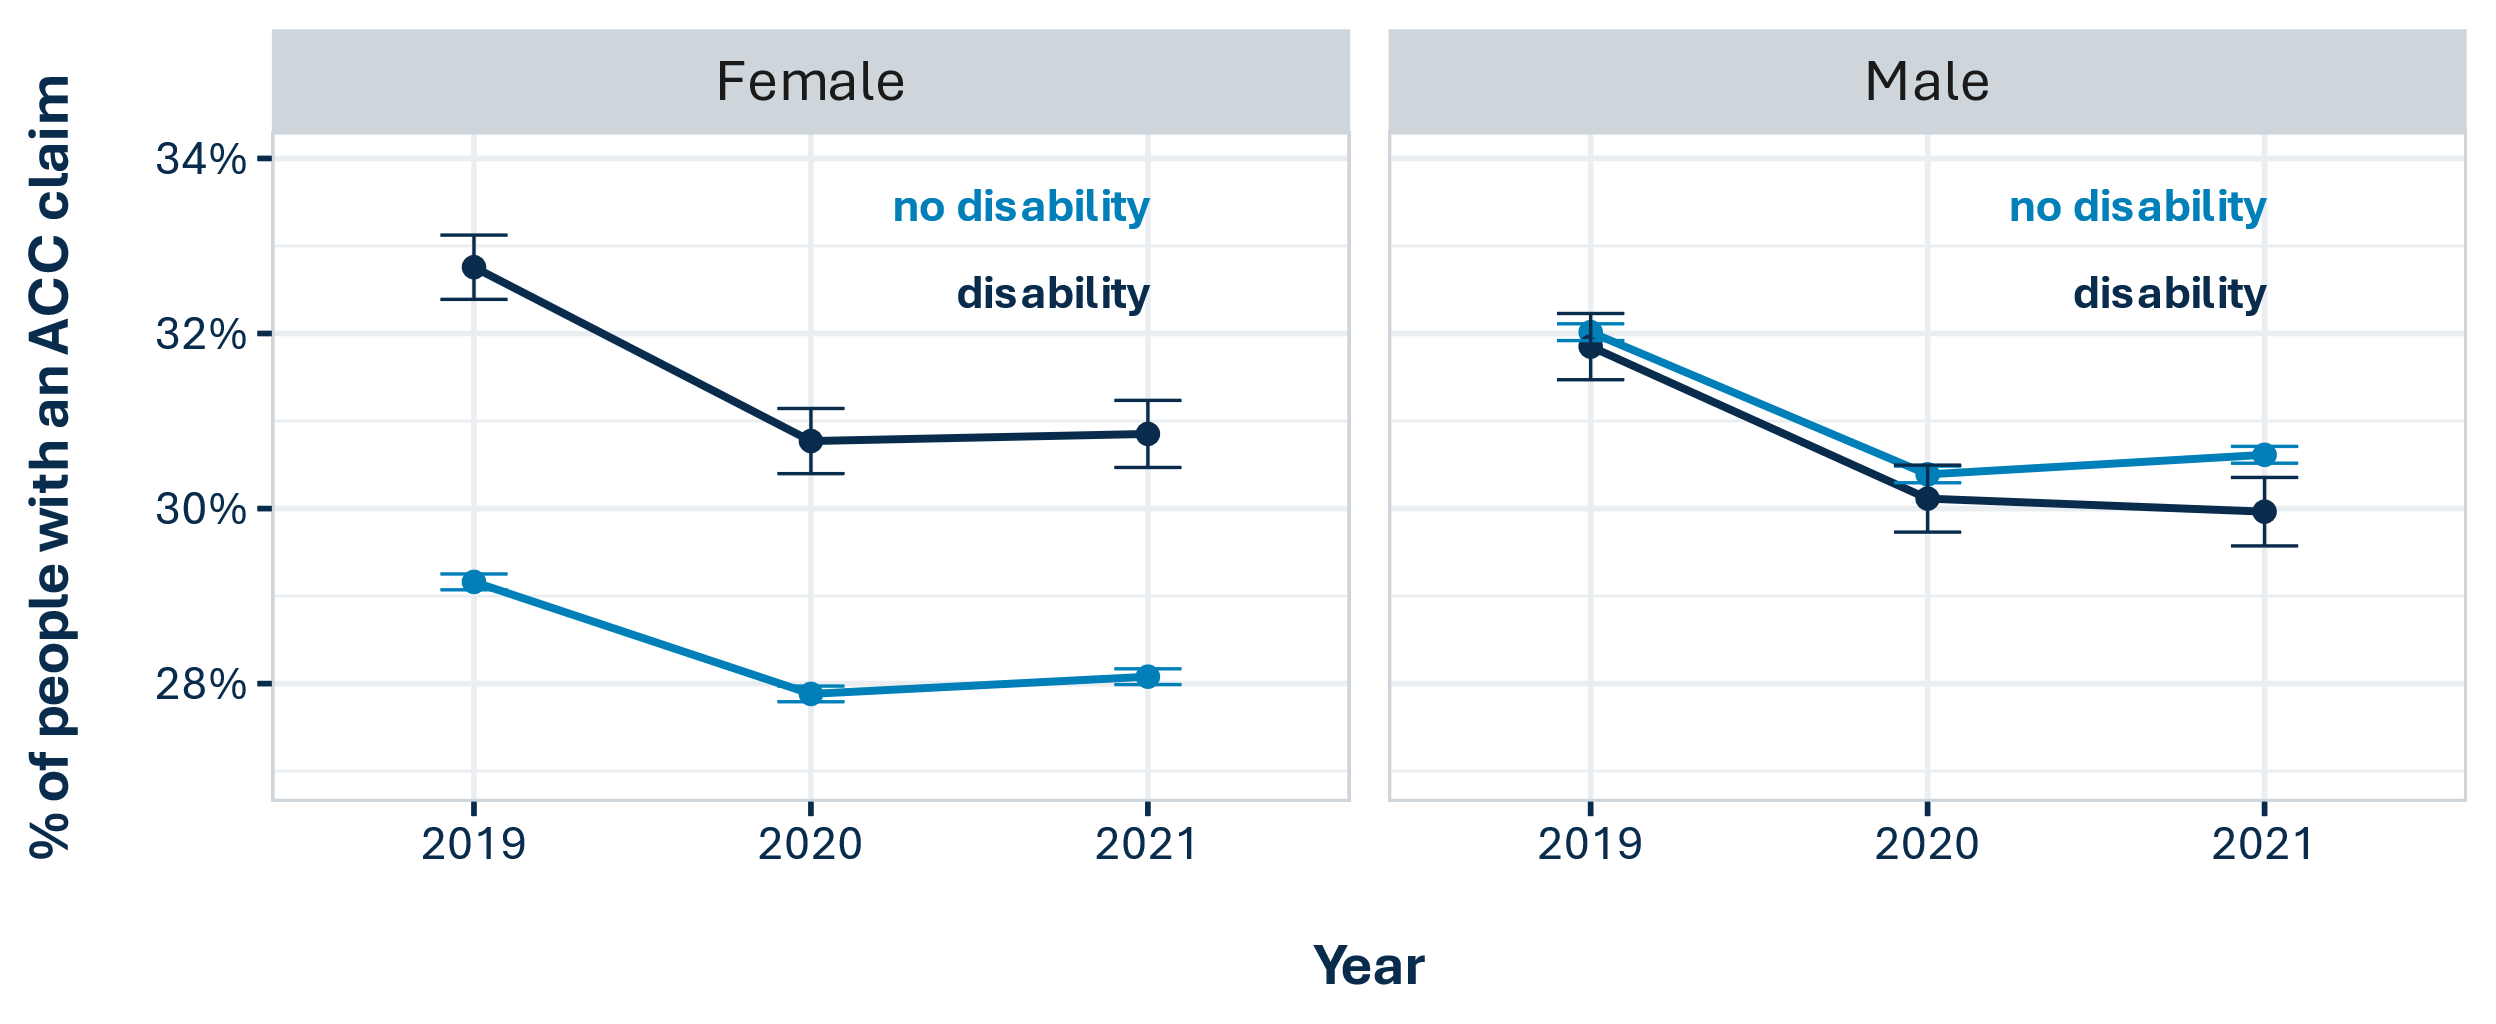 Female
Male
% of people with an ACC claim
34%
32%
30%
28%
no disability
disability
no disability
disability
2019
2020
2021
2019
2020
2021
Year